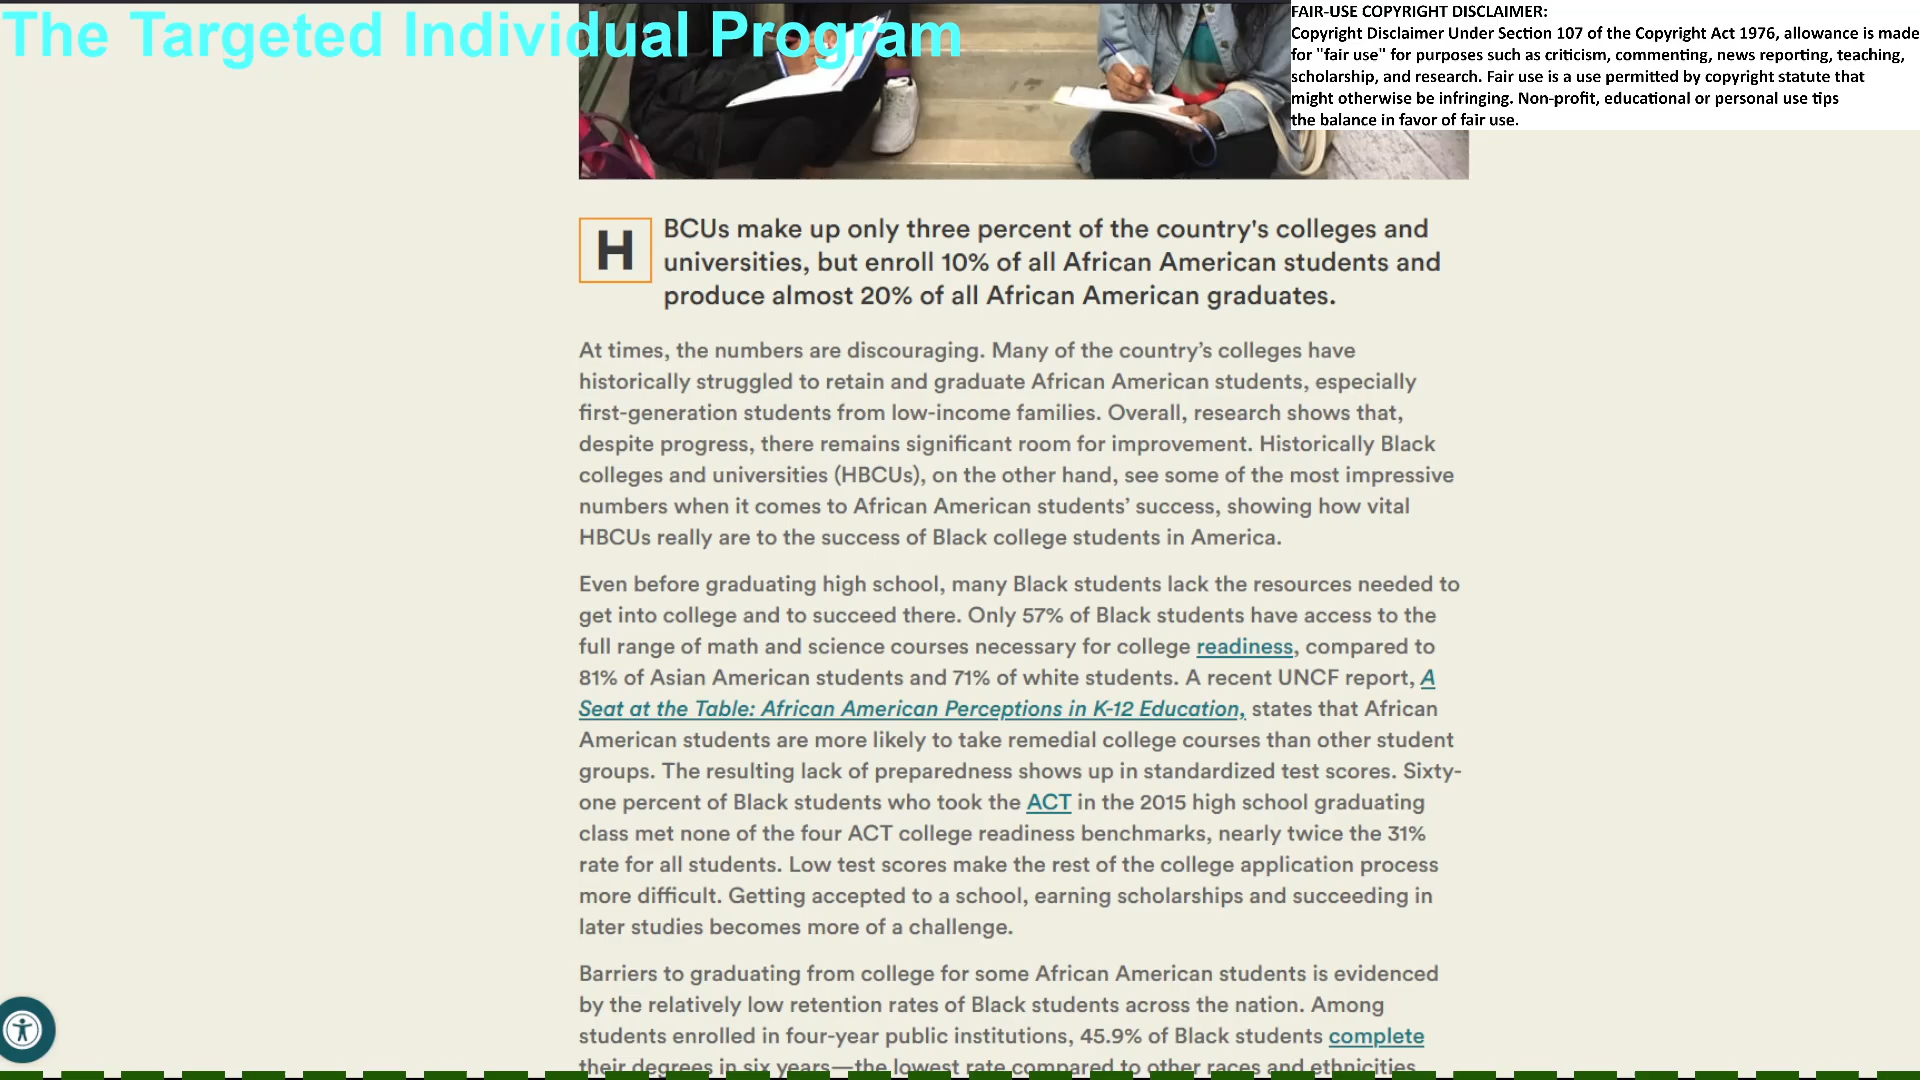 The Targeted Individual Program
FAIR-USE COPYRIGHT DISCLAIMER:
Copyright Disclaimer Under Section 107 of the Copyright Act 1976, allowance is made
for "fair use" for purposes such as criticism, commenting, news reporting, teaching,
scholarship, and research. Fair use is a use permitted by copyright statute that
might otherwise be infringing. Non-profit, educational or personal use tips
the balance in favor of fair use.
HBCUs make up only three percent of the country's colleges and
universities, but enroll 10% of all African American students and
produce almost 20% of all African American graduates.
At times, the numbers are discouraging. Many of the country’s colleges have
historically struggled to retain and graduate African American students, especially
first-generation students from low-income families. Overall, research shows that,
despite progress, there remains significant room for improvement. Historically Black
colleges and universities (HBCUs), on the other hand, see some of the most impressive
numbers when it comes to African American students’ success, showing how vital
HBCUs really are to the success of Black college students in America.
Even before graduating high school, many Black students lack the resources needed to
get into college and to succeed there. Only 57% of Black students have access to the
full range of math and science courses necessary for college readiness, compared to
81% of Asian American students and 71% of white students. A recent UNCF report, A
Seat at the Table: African American Perceptions in K-12 Education, states that African
American students are more likely to take remedial college courses than other student
groups. The resulting lack of preparedness shows up in standardized test scores. Sixty-
one percent of Black students who took the ACT in the 2015 high school graduating
class met none of the four ACT college readiness benchmarks, nearly twice the 31%
rate for all students. Low test scores make the rest of the college application process
more difficult. Getting accepted to a school, earning scholarships and succeeding in
later studies becomes more of a challenge.
Barriers to graduating from college for some African American students is evidenced
by the relatively low retention rates of Black students across the nation. Among
students enrolled in four-year public institutions, 45.9% of Black students complete
their degrees in six years—the lowest rate compared to other races and ethnicities